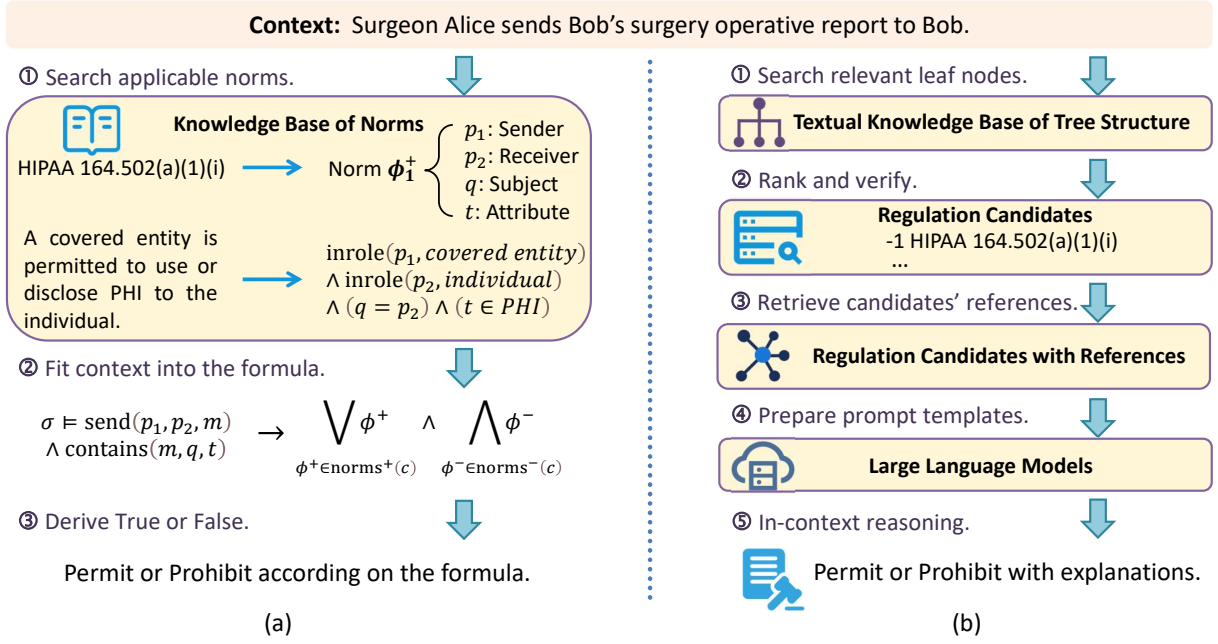 Context: Surgeon Alice sends Bob's surgery operative report to Bob.
① Search applicable norms.
Knowledge Base of Norms
HIPAA 164.502(a)(1)(i)
Norm ϕ₁⁺
p₁: Sender
p₂: Receiver
q: Subject
t: Attribute
A covered entity is
permitted to use or
disclose PHI to the
individual.
inrole(p₁, covered entity)
∧ inrole(p₂, individual)
∧ (q = p₂) ∧ (t ∈ PHI)
② Fit context into the formula.
σ ⊨ send(p₁, p₂, m)
∧ contains(m, q, t)
→ ⋁ ϕ⁺ ∧ ⋀ ϕ⁻
ϕ⁺∈norms⁺(c) ϕ⁻∈norms⁻(c)
③ Derive True or False.
Permit or Prohibit according on the formula.
(a)
① Search relevant leaf nodes.
Textual Knowledge Base of Tree Structure
② Rank and verify.
Regulation Candidates
-1 HIPAA 164.502(a)(1)(i)
...
③ Retrieve candidates' references.
Regulation Candidates with References
④ Prepare prompt templates.
Large Language Models
⑤ In-context reasoning.
Permit or Prohibit with explanations.
(b)